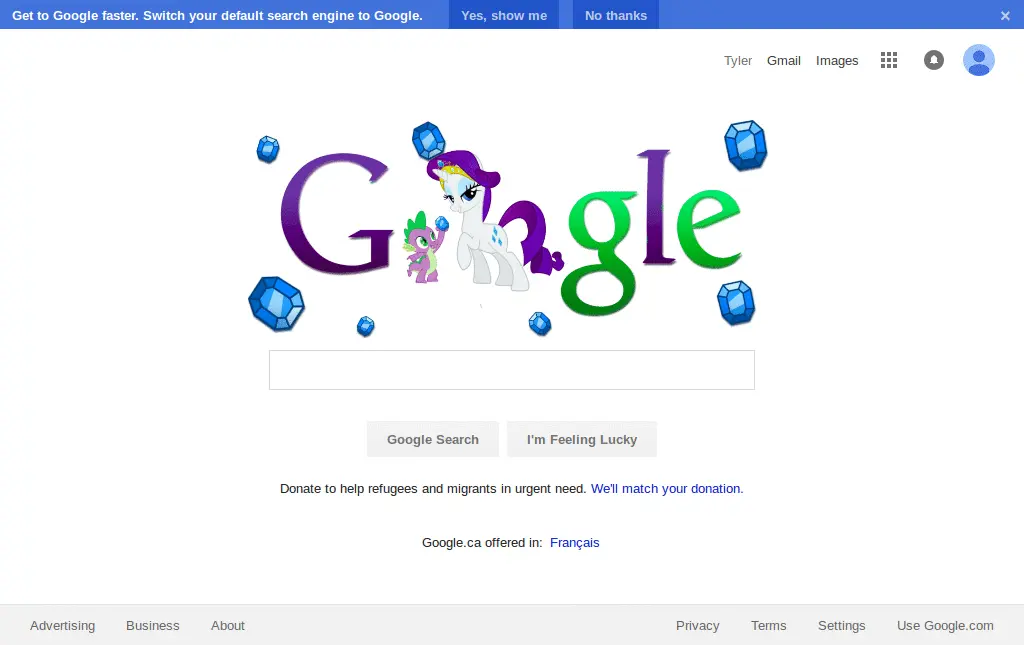 Get to Google faster. Switch your default search engine to Google. Yes, show me No thanks ×
Tyler Gmail Images
Google
Google Search I'm Feeling Lucky
Donate to help refugees and migrants in urgent need. We'll match your donation.
Google.ca offered in: Français
Advertising Business About Privacy Terms Settings Use Google.com